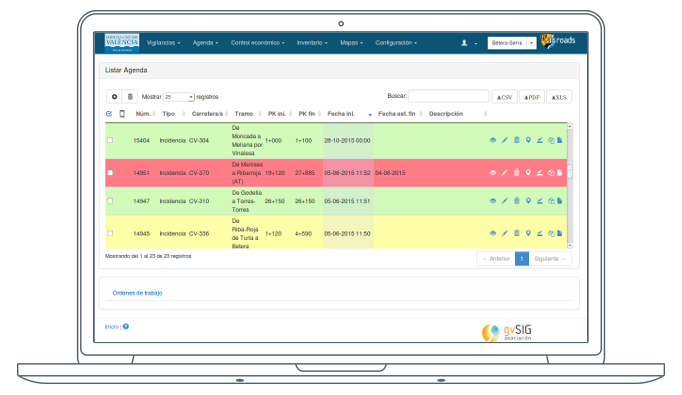 VALÈNCIA Vigilancias Agenda Control económico Inventario Mapas Configuración Bétera-Serra roads
Listar Agenda
Mostrar 25 registros Buscar: CSV PDF XLS
Núm. Tipo Carretera/s Tramo PK ini. PK fin Fecha ini. Fecha est. fin Descripción
15404 Incidencia CV-304 De Moncada a Meliana por Vinalesa 1+000 1+100 28-10-2015 00:00
14951 Incidencia CV-370 De Manises a Ribarroja (AT) 19+120 27+885 05-06-2015 11:52 04-06-2015
14947 Incidencia CV-310 De Godella a Torres-Torres 26+150 26+150 05-06-2015 11:51
14945 Incidencia CV-336 De Riba-Roja de Turia a Betera 1+120 4+590 05-06-2015 11:50
Mostrando del 1 al 23 de 23 registros ← Anterior 1 Siguiente →
Órdenes de trabajo
Inicio |
gvSIG
asociación